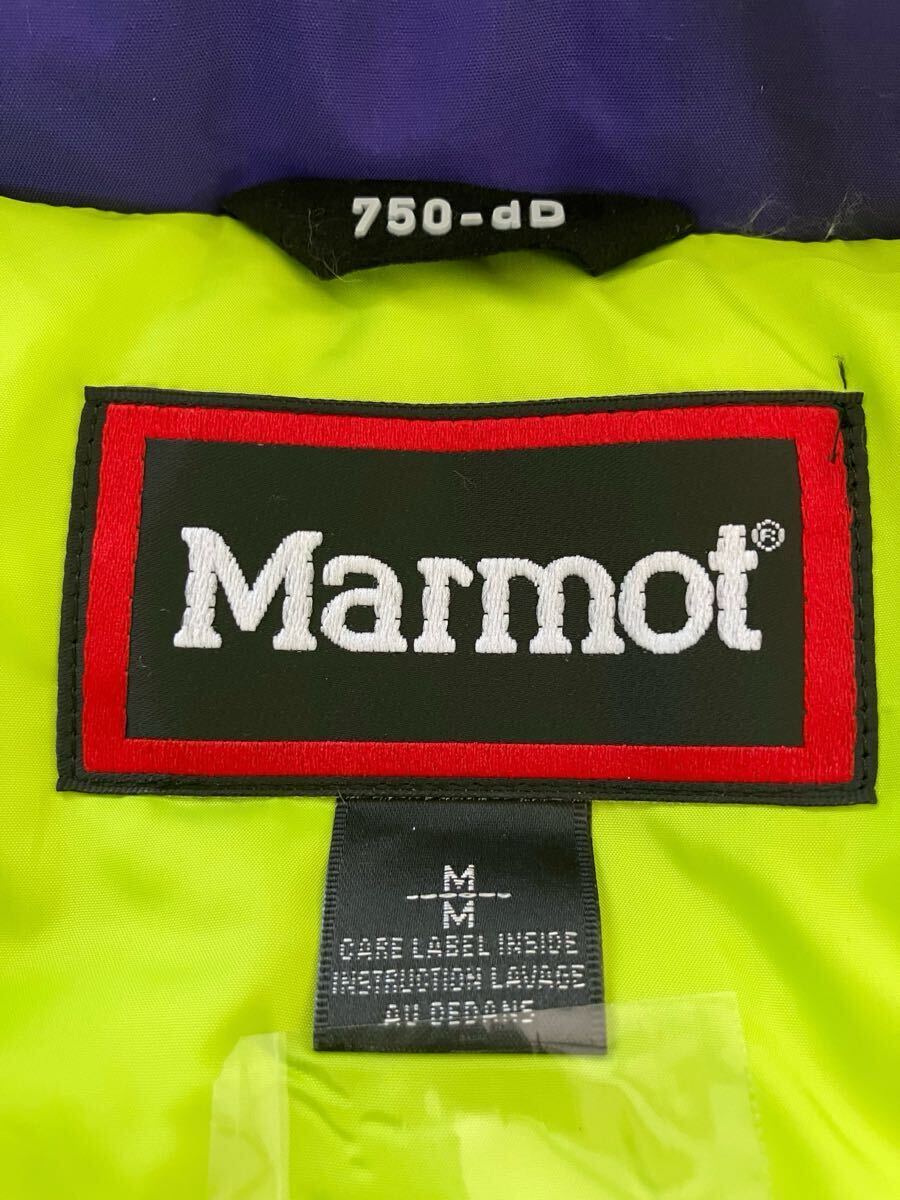 750-dD
Marmot®
M
M
CARE LABEL INSIDE
INSTRUCTION LAVAGE
AU DEDANS